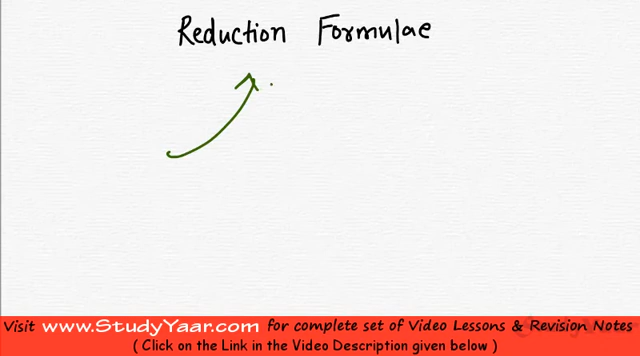 Reduction Formulae
Visit www.StudyYaar.com for complete set of Video Lessons & Revision Notes
( Click on the Link in the Video Description given below )